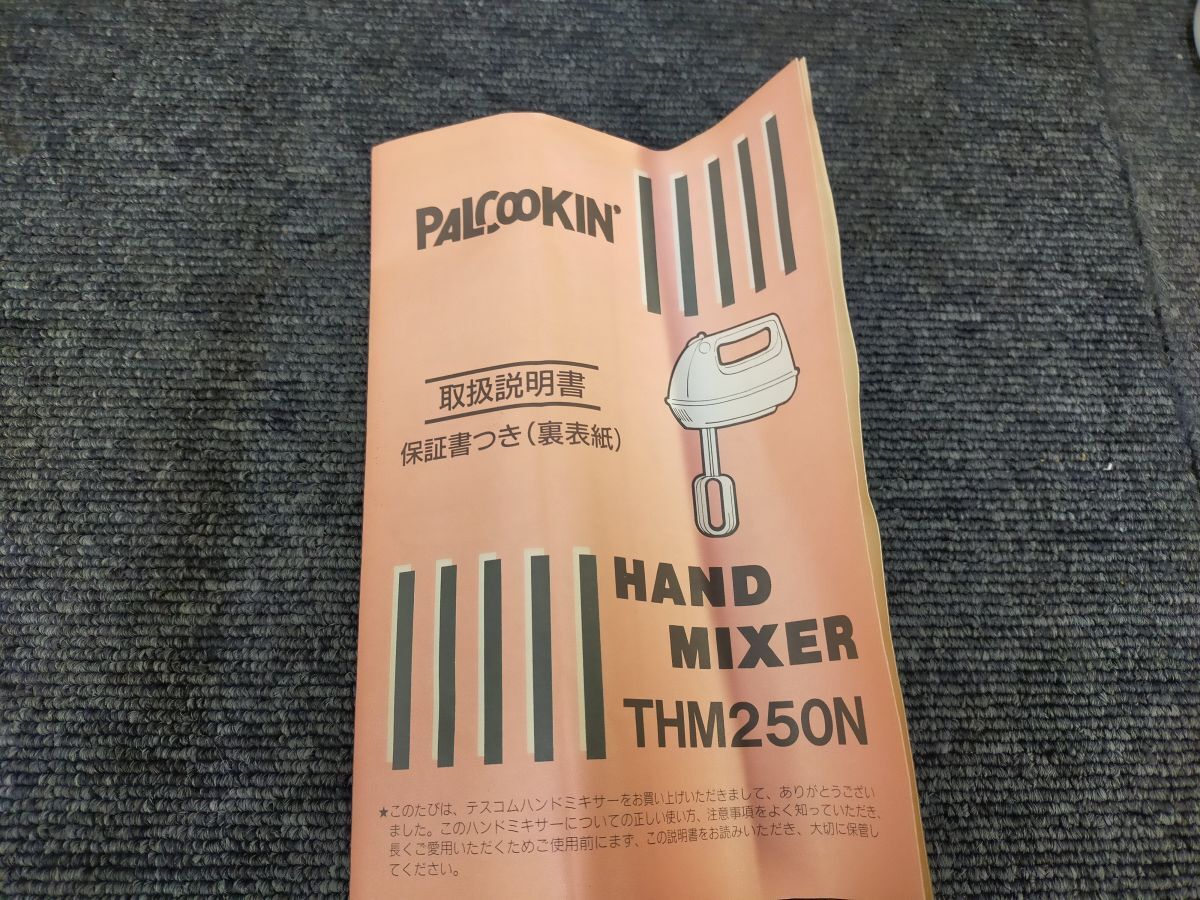 PALCOOKIN'
取扱説明書
保証書つき(裏表紙)
HAND
MIXER
THM250N
★このたびは、テスコムハンドミキサーをお買い上げいただきまして、ありがとうござい
ました。このハンドミキサーについての正しい使い方、注意事項をよく知っていただき、
長くご愛用いただくためご使用前にまず、この説明書をお読みいただき、大切に保管し
てください。